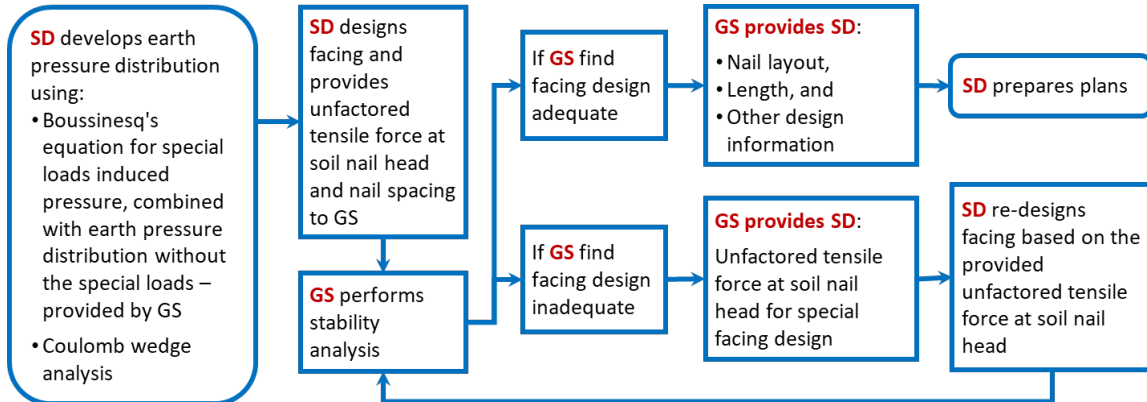 SD develops earth
pressure distribution
using:
• Boussinesq's
equation for special
loads induced
pressure, combined
with earth pressure
distribution without
the special loads –
provided by GS
• Coulomb wedge
analysis
SD designs
facing and
provides
unfactored
tensile force at
soil nail head
and nail spacing
to GS
GS performs
stability
analysis
If GS find
facing design
adequate
GS provides SD:
• Nail layout,
• Length, and
• Other design
information
SD prepares plans
If GS find
facing design
inadequate
GS provides SD:
Unfactored tensile
force at soil nail
head for special
facing design
SD re-designs
facing based on the
provided
unfactored tensile
force at soil nail
head